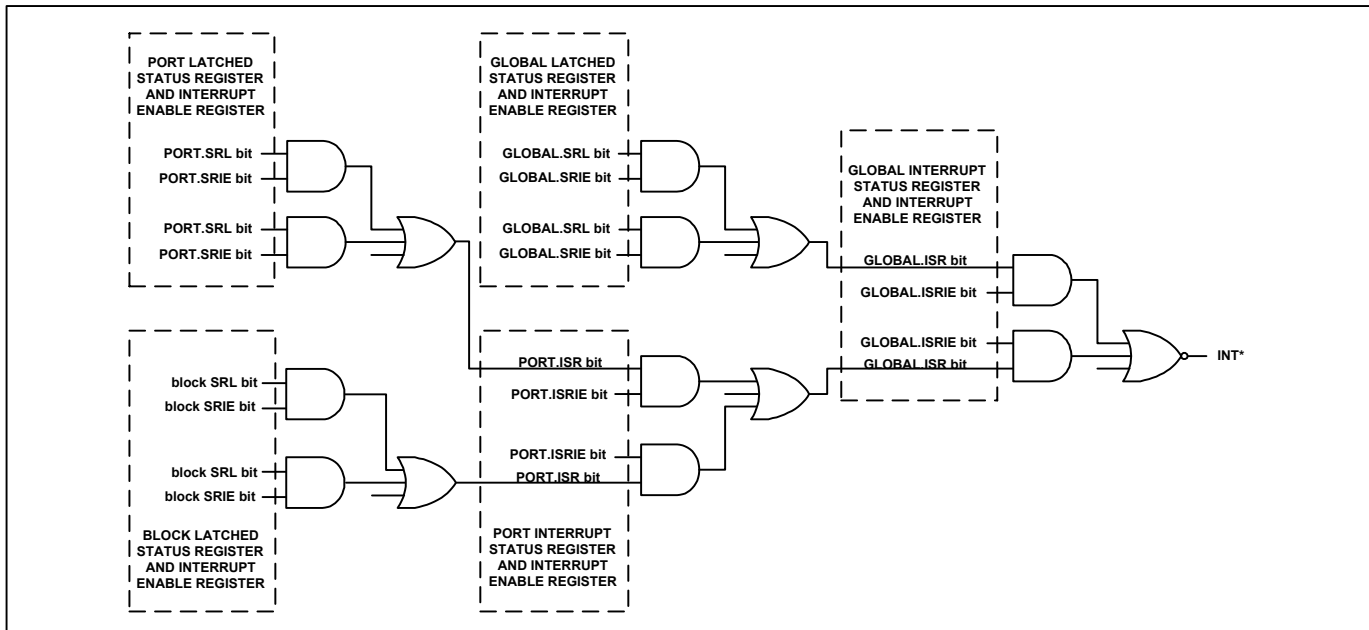 PORT LATCHED
STATUS REGISTER
AND INTERRUPT
ENABLE REGISTER
PORT.SRL bit
PORT.SRIE bit
PORT.SRL bit
PORT.SRIE bit
GLOBAL LATCHED
STATUS REGISTER
AND INTERRUPT
ENABLE REGISTER
GLOBAL.SRL bit
GLOBAL.SRIE bit
GLOBAL.SRL bit
GLOBAL.SRIE bit
GLOBAL INTERRUPT
STATUS REGISTER
AND INTERRUPT
ENABLE REGISTER
GLOBAL.ISR bit
GLOBAL.ISRIE bit
GLOBAL.ISRIE bit
GLOBAL.ISR bit
INT*
block SRL bit
block SRIE bit
block SRL bit
block SRIE bit
BLOCK LATCHED
STATUS REGISTER
AND INTERRUPT
ENABLE REGISTER
PORT.ISR bit
PORT.ISRIE bit
PORT.ISRIE bit
PORT.ISR bit
PORT INTERRUPT
STATUS REGISTER
AND INTERRUPT
ENABLE REGISTER